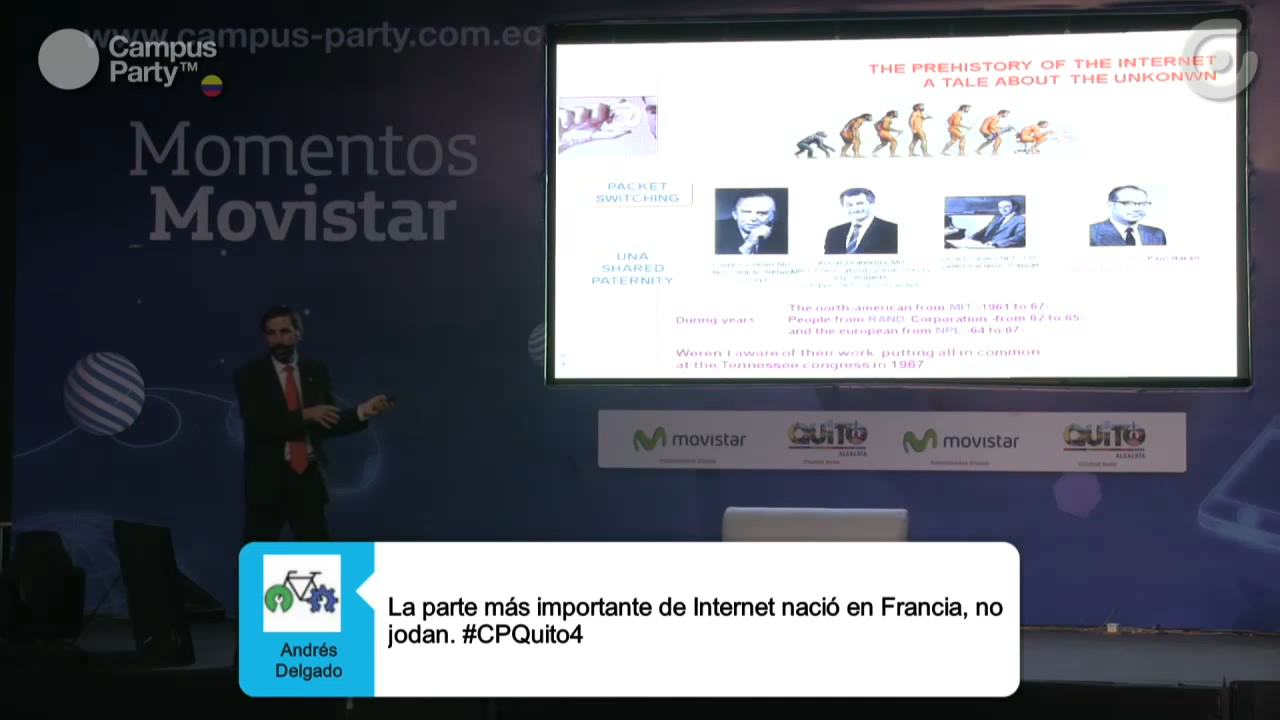 www.campus-party.com.ec
Campus
Party™
Momentos
Movistar
THE PREHISTORY OF THE INTERNET
A TALE ABOUT THE UNKONWN
PACKET
SWITCHING
UNA
SHARED
PATERNITY
Paul Baran
During years
The north-american from MIT -1961 to 67-
People from RAND Corporation -from 62 to 65-
and the european from NPL -64 to 67-
Weren't aware of their work putting all in common
at the Tennessee congress in 1967
movistar
QUITO
ALCALDÍA
movistar
QUITO
ALCALDÍA
La parte más importante de Internet nació en Francia, no
jodan. #CPQuito4
Andrés
Delgado